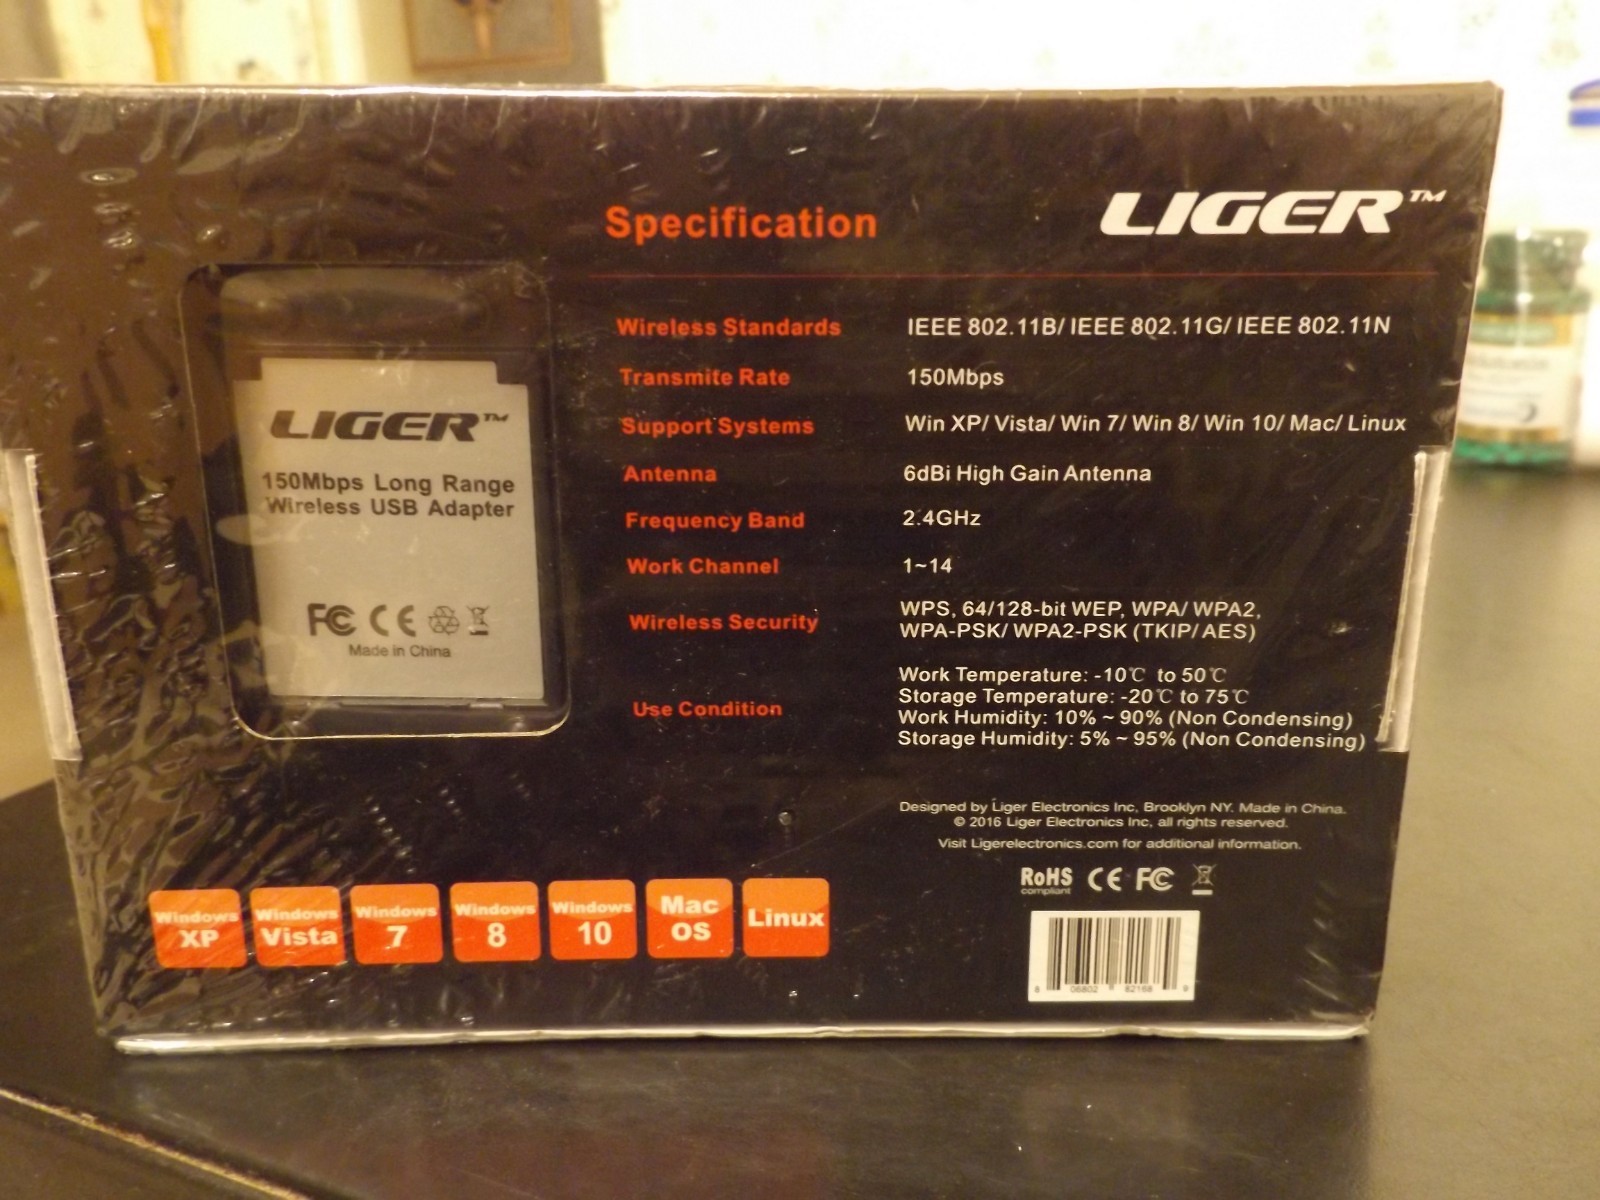 Specification
LIGER™
Wireless Standards IEEE 802.11B/ IEEE 802.11G/ IEEE 802.11N
Transmite Rate 150Mbps
Support Systems Win XP/ Vista/ Win 7/ Win 8/ Win 10/ Mac/ Linux
Antenna 6dBi High Gain Antenna
Frequency Band 2.4GHz
Work Channel 1~14
Wireless Security WPS, 64/128-bit WEP, WPA/ WPA2,
WPA-PSK/ WPA2-PSK (TKIP/ AES)
Use Condition
Work Temperature: -10℃ to 50℃
Storage Temperature: -20℃ to 75℃
Work Humidity: 10% ~ 90% (Non Condensing)
Storage Humidity: 5% ~ 95% (Non Condensing)
LIGER™
150Mbps Long Range
Wireless USB Adapter
FC CE
Made in China
Designed by Liger Electronics Inc, Brooklyn NY. Made in China.
© 2016 Liger Electronics Inc, all rights reserved.
Visit Ligerelectronics.com for additional information.
RoHS CE FC
compliant
8 06802 82168 9
Windows XP
Windows Vista
Windows 7
Windows 8
Windows 10
Mac OS
Linux